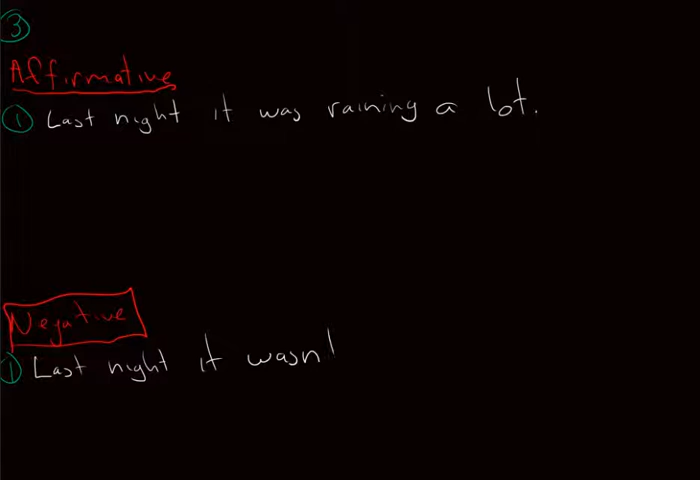 3
Affirmative
1 Last night it was raining a lot.
Negative
1 Last night it wasn'